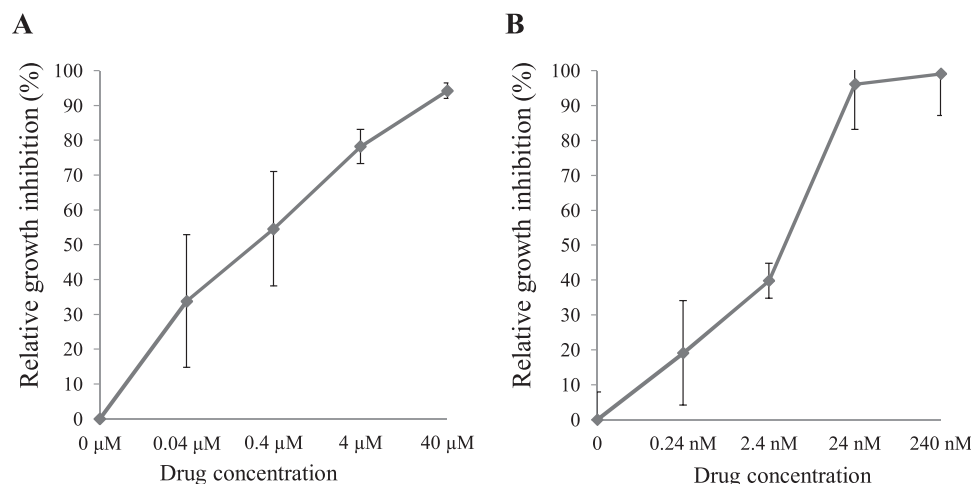 A
Relative growth inhibition (%)
100
90
80
70
60
50
40
30
20
10
0
0 μM 0.04 μM 0.4 μM 4 μM 40 μM
Drug concentration
B
Relative growth inhibition (%)
100
90
80
70
60
50
40
30
20
10
0
0 0.24 nM 2.4 nM 24 nM 240 nM
Drug concentration